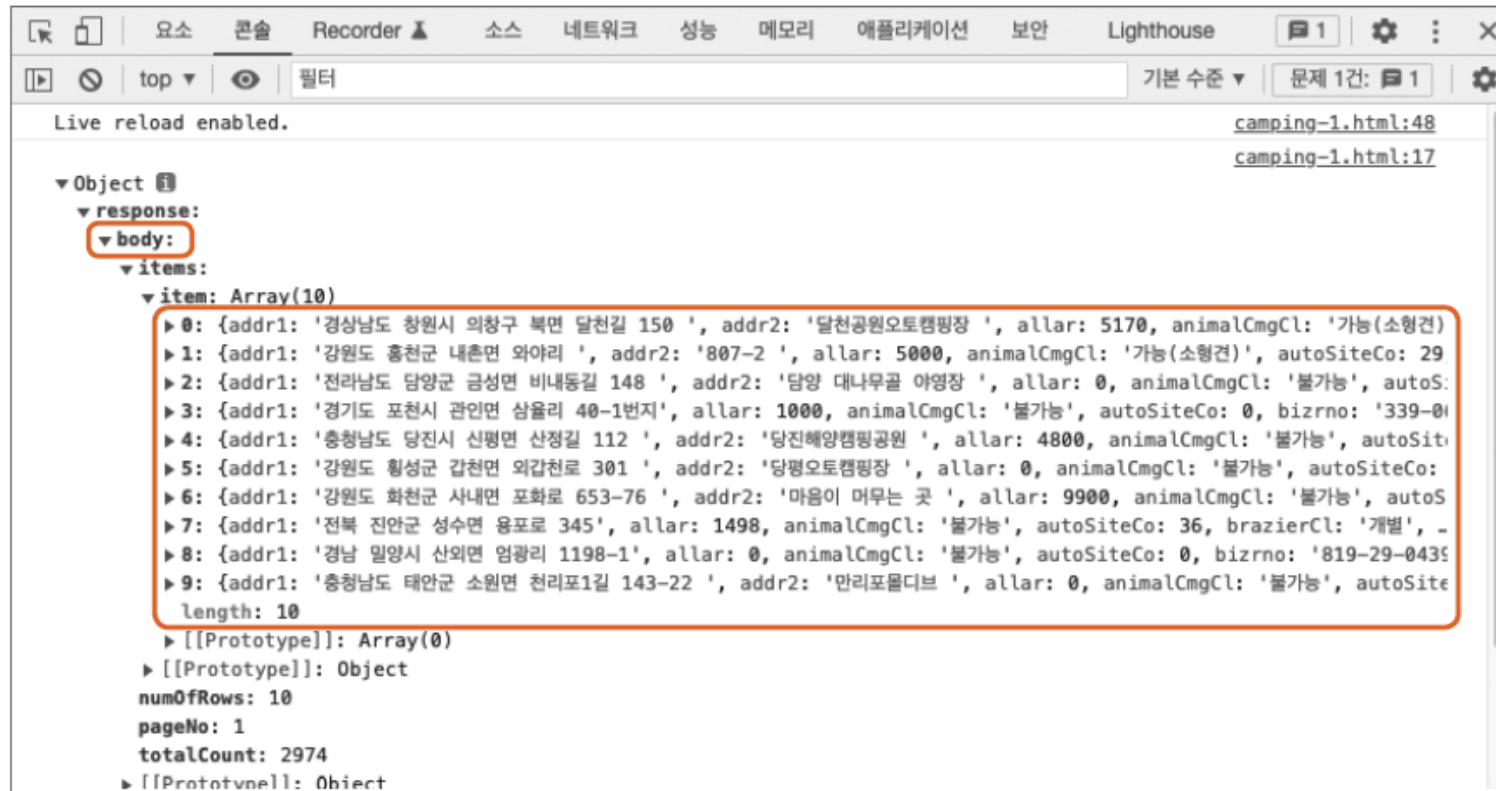 요소 콘솔 Recorder 소스 네트워크 성능 메모리 애플리케이션 보안 Lighthouse 1
top 필터 기본 수준 문제 1건: 1
Live reload enabled. camping-1.html:48
camping-1.html:17
Object i
response:
body:
items:
item: Array(10)
0: {addr1: '경상남도 창원시 의창구 북면 달천길 150 ', addr2: '달천공원오토캠핑장 ', allar: 5170, animalCmgCl: '가능(소형견)
1: {addr1: '강원도 홍천군 내촌면 와야리 ', addr2: '807-2 ', allar: 5000, animalCmgCl: '가능(소형견)', autoSiteCo: 29
2: {addr1: '전라남도 담양군 금성면 비내동길 148 ', addr2: '담양 대나무골 야영장 ', allar: 0, animalCmgCl: '불가능', autoS
3: {addr1: '경기도 포천시 관인면 삼율리 40-1번지', allar: 1000, animalCmgCl: '불가능', autoSiteCo: 0, bizrno: '339-0
4: {addr1: '충청남도 당진시 신평면 산정길 112 ', addr2: '당진해양캠핑공원 ', allar: 4800, animalCmgCl: '불가능', autoSit
5: {addr1: '강원도 횡성군 갑천면 외갑천로 301 ', addr2: '당평오토캠핑장 ', allar: 0, animalCmgCl: '불가능', autoSiteCo:
6: {addr1: '강원도 화천군 사내면 포화로 653-76 ', addr2: '마음이 머무는 곳 ', allar: 9900, animalCmgCl: '불가능', autoS
7: {addr1: '전북 진안군 성수면 용포로 345', allar: 1498, animalCmgCl: '불가능', autoSiteCo: 36, brazierCl: '개별', …
8: {addr1: '경남 밀양시 산외면 엄광리 1198-1', allar: 0, animalCmgCl: '불가능', autoSiteCo: 0, bizrno: '819-29-0439
9: {addr1: '충청남도 태안군 소원면 천리포1길 143-22 ', addr2: '만리포몰디브 ', allar: 0, animalCmgCl: '불가능', autoSite
length: 10
[[Prototype]]: Array(0)
[[Prototype]]: Object
numOfRows: 10
pageNo: 1
totalCount: 2974
[[Prototype]]: Object